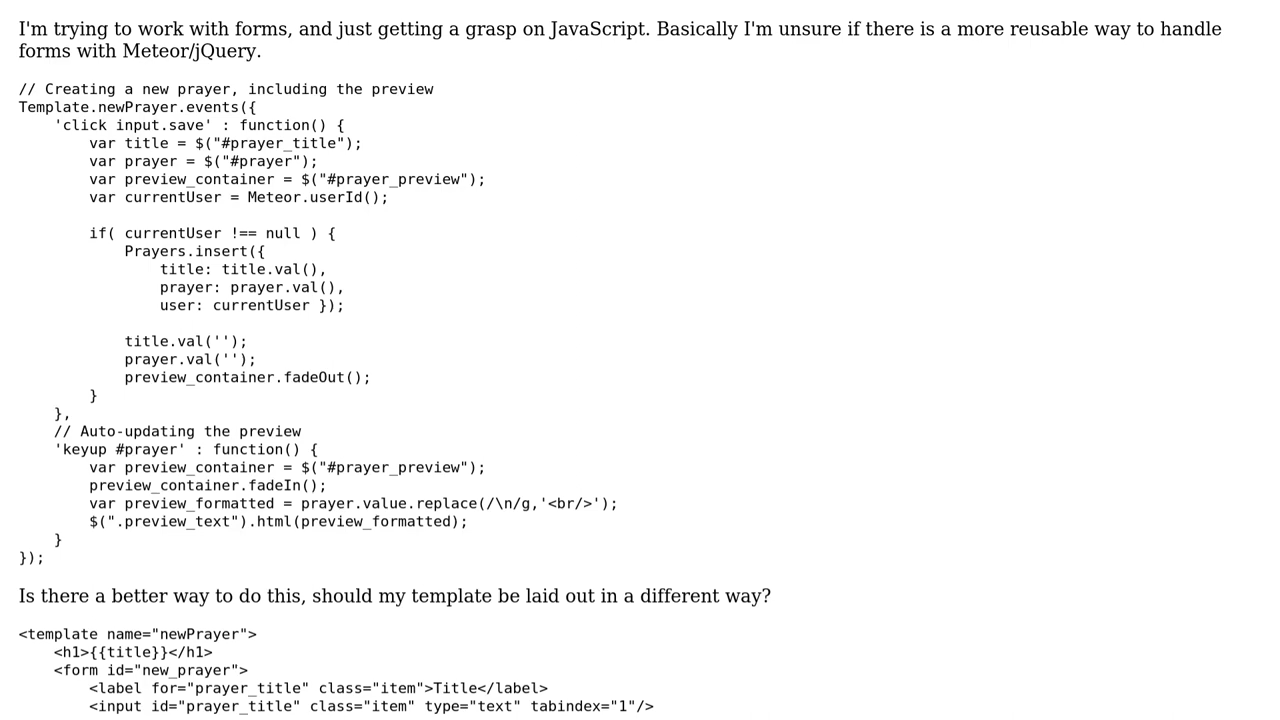 I'm trying to work with forms, and just getting a grasp on JavaScript. Basically I'm unsure if there is a more reusable way to handle
forms with Meteor/jQuery.
// Creating a new prayer, including the preview
Template.newPrayer.events({
    'click input.save' : function() {
        var title = $("#prayer_title");
        var prayer = $("#prayer");
        var preview_container = $("#prayer_preview");
        var currentUser = Meteor.userId();

        if( currentUser !== null ) {
            Prayers.insert({
                title: title.val(),
                prayer: prayer.val(),
                user: currentUser });

            title.val('');
            prayer.val('');
            preview_container.fadeOut();
        }
    },
    // Auto-updating the preview
    'keyup #prayer' : function() {
        var preview_container = $("#prayer_preview");
        preview_container.fadeIn();
        var preview_formatted = prayer.value.replace(/\n/g,'<br/>');
        $(".preview_text").html(preview_formatted);
    }
});
Is there a better way to do this, should my template be laid out in a different way?
<template name="newPrayer">
    <h1>{{title}}</h1>
    <form id="new_prayer">
        <label for="prayer_title" class="item">Title</label>
        <input id="prayer_title" class="item" type="text" tabindex="1"/>